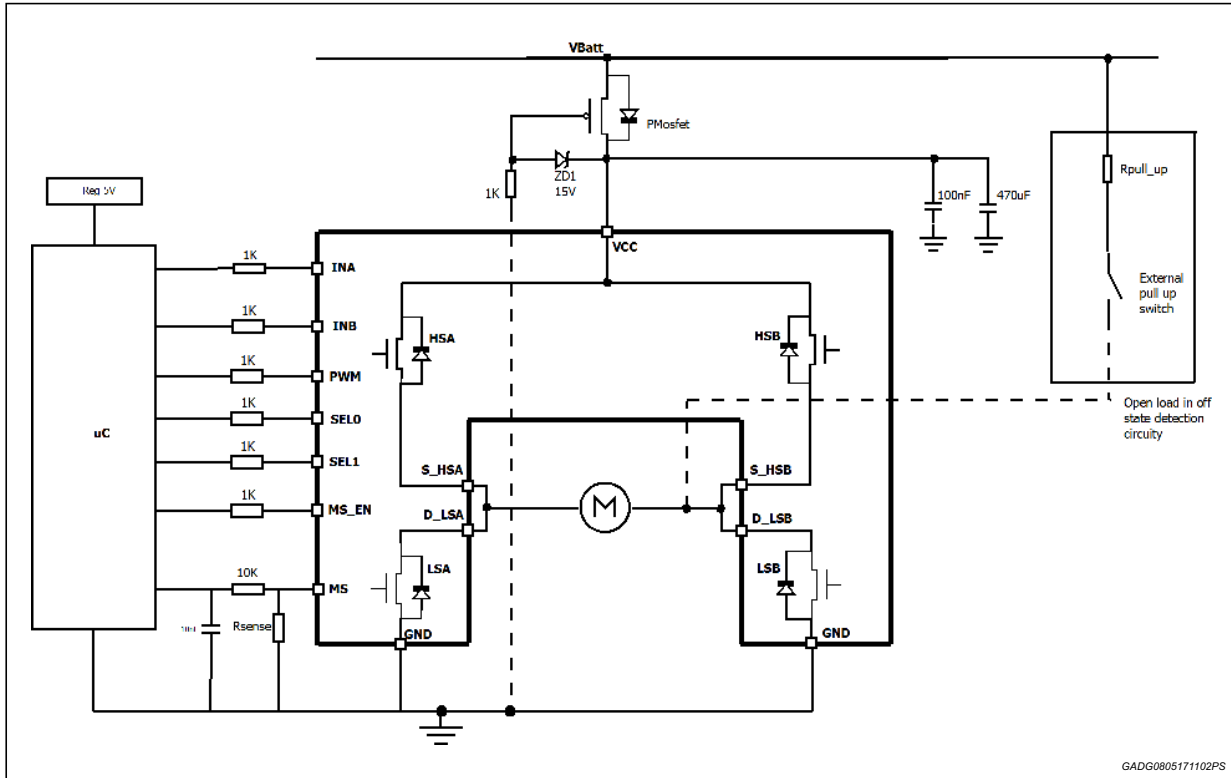 VBatt
PMosfet
ZD1
15V
1K
100nF
470uF
Rpull_up
External
pull up
switch
Open load in off
state detection
circuity
Reg 5V
uC
1K
1K
1K
1K
1K
1K
10K
Rsense
VCC
INA
INB
PWM
SEL0
SEL1
MS_EN
MS
HSA
HSB
S_HSA
S_HSB
D_LSA
D_LSB
M
LSA
LSB
GND
GND
GADG0805171102PS